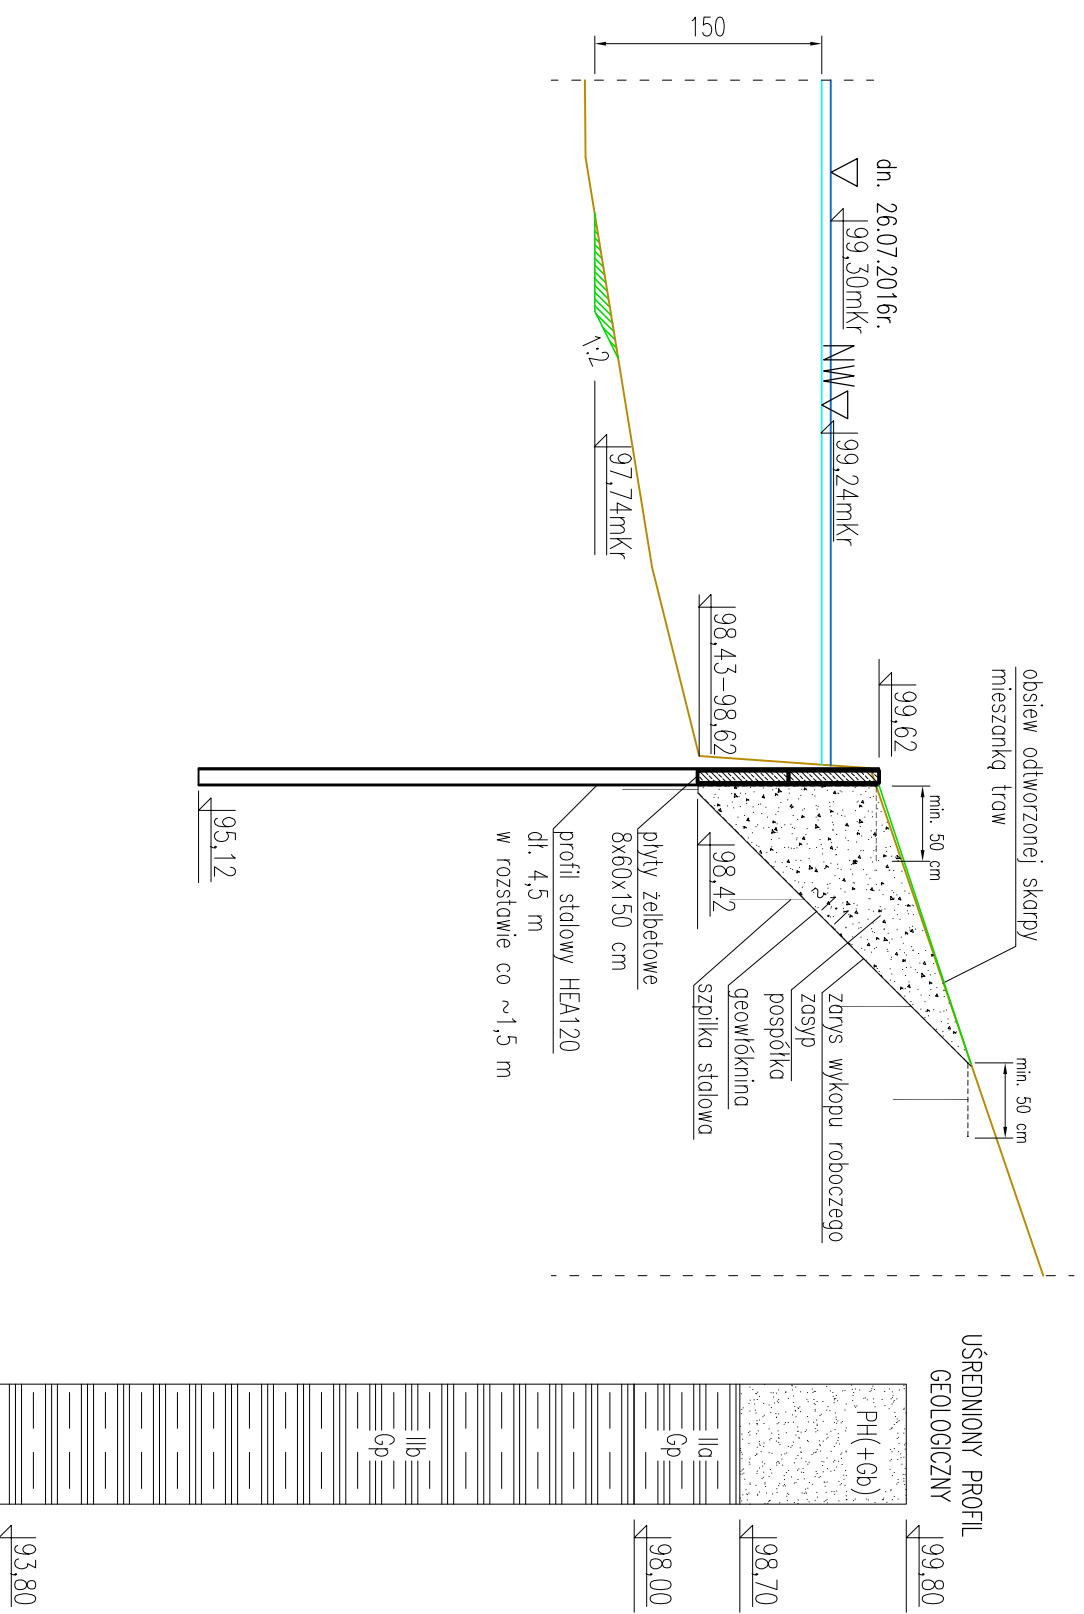 150
dn. 26.07.2016r.
99,30mKr
NW
99,24mKr
1:2
97,74mKr
98,43-98,62
99,62
obsiew odtworzonej skarpy
mieszanką traw
min. 50 cm
min. 50 cm
~1:1
95,12
98,42
płyty żelbetowe
8x60x150 cm
profil stalowy HEA120
dł. 4,5 m
w rozstawie co ~1,5 m
zarys wykopu roboczego
zasyp
pospółka
geowłóknina
szpilka stalowa
UŚREDNIONY PROFIL
GEOLOGICZNY
PH(+Gb)
IIa
Gp
IIb
Gp
99,80
98,70
98,00
93,80